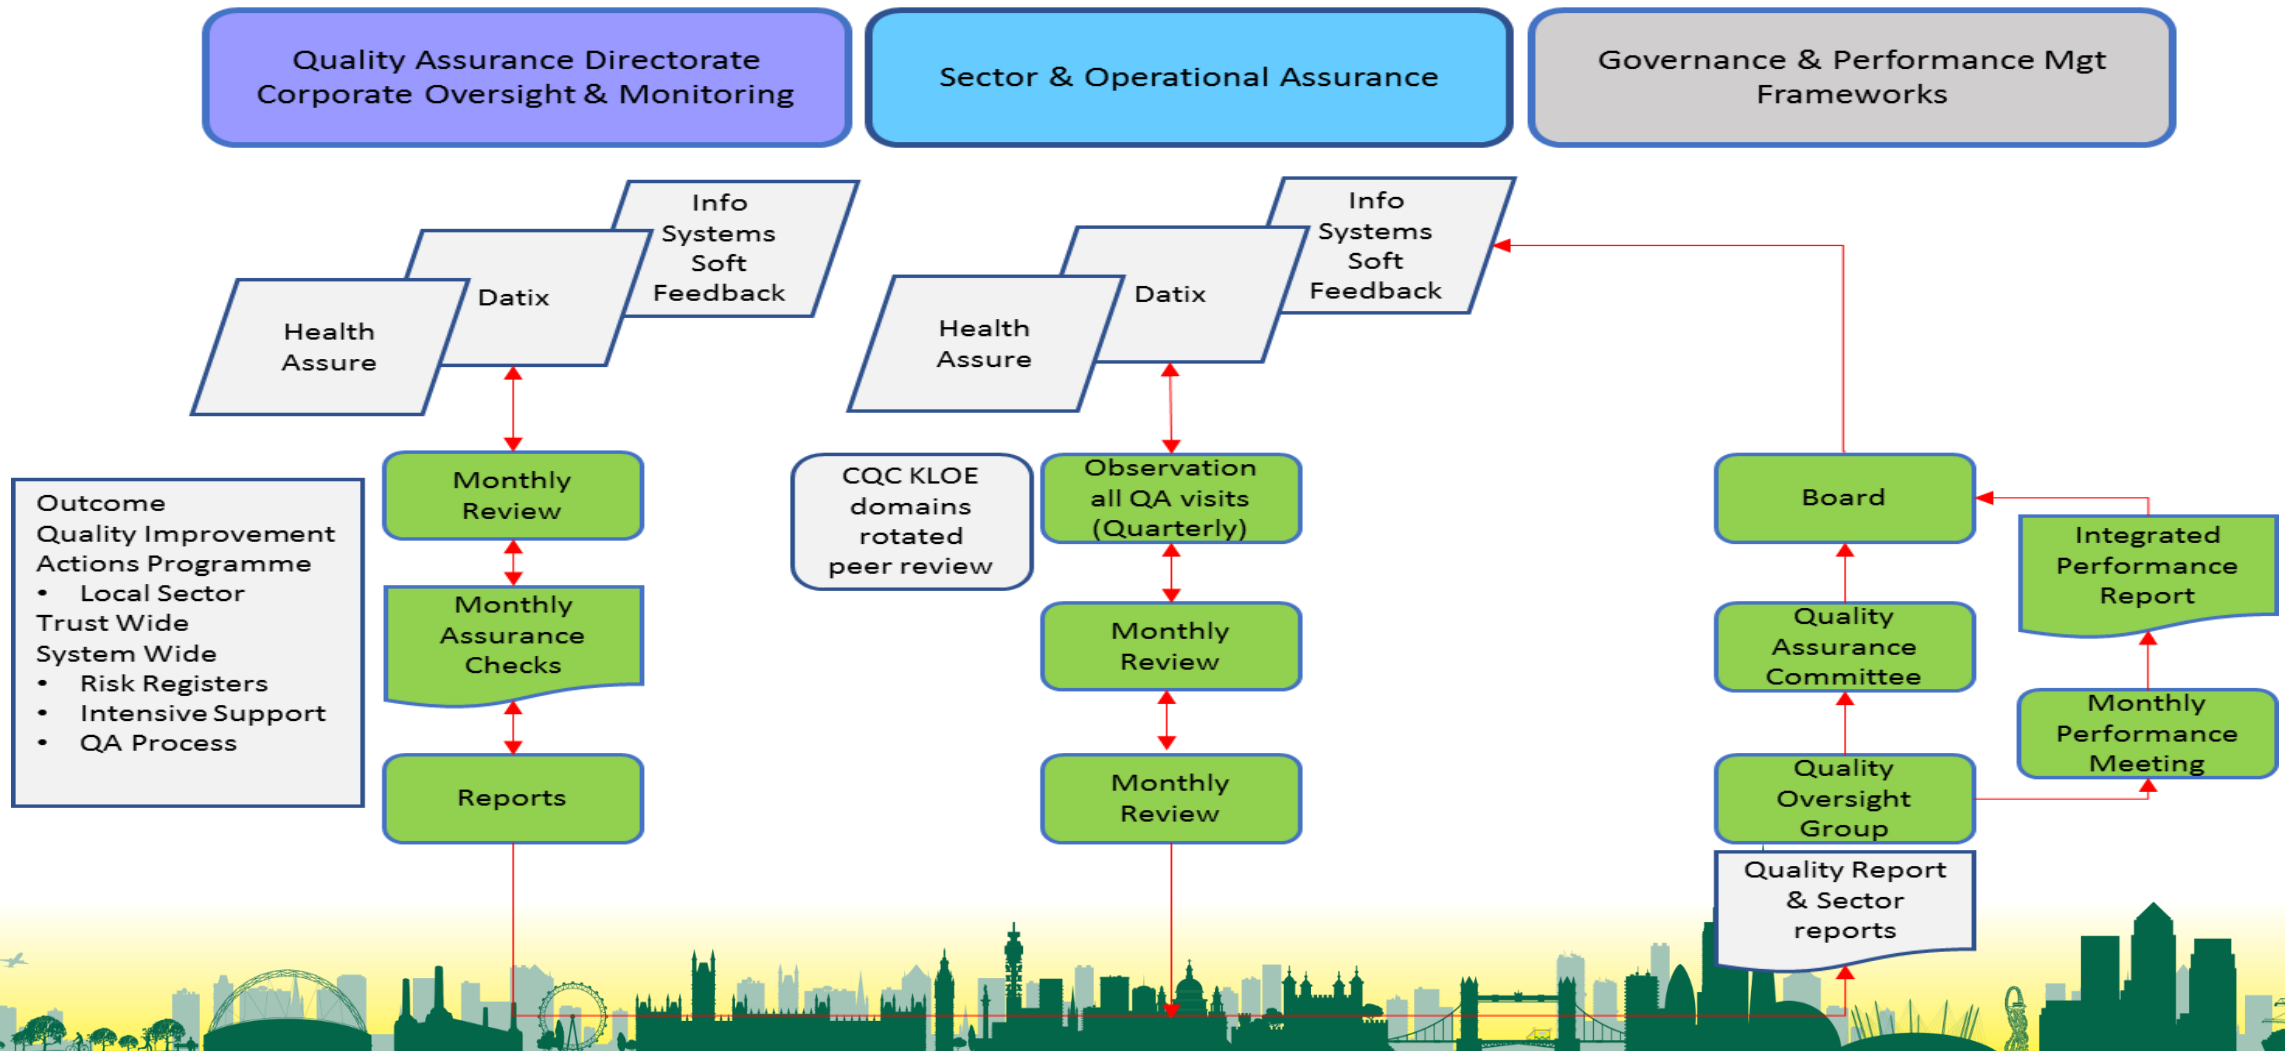 Quality Assurance Directorate
Corporate Oversight & Monitoring
Sector & Operational Assurance
Governance & Performance Mgt
Frameworks
Info
Systems
Soft
Feedback
Datix
Health
Assure
Info
Systems
Soft
Feedback
Datix
Health
Assure
Outcome
Quality Improvement
Actions Programme
• Local Sector
Trust Wide
System Wide
• Risk Registers
• Intensive Support
• QA Process
Monthly
Review
Monthly
Assurance
Checks
Reports
CQC KLOE
domains
rotated
peer review
Observation
all QA visits
(Quarterly)
Monthly
Review
Monthly
Review
Board
Quality
Assurance
Committee
Quality
Oversight
Group
Quality Report
& Sector
reports
Integrated
Performance
Report
Monthly
Performance
Meeting